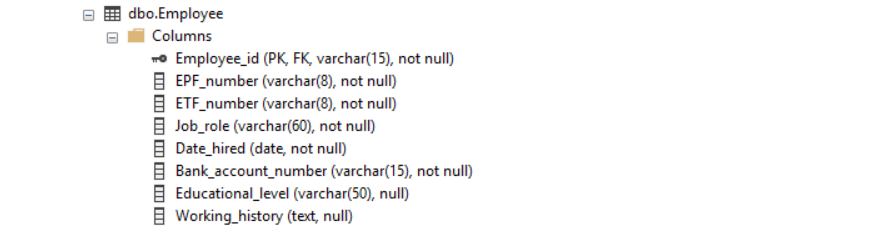 dbo.Employee
Columns
Employee_id (PK, FK, varchar(15), not null)
EPF_number (varchar(8), not null)
ETF_number (varchar(8), not null)
Job_role (varchar(60), not null)
Date_hired (date, not null)
Bank_account_number (varchar(15), not null)
Educational_level (varchar(50), null)
Working_history (text, null)